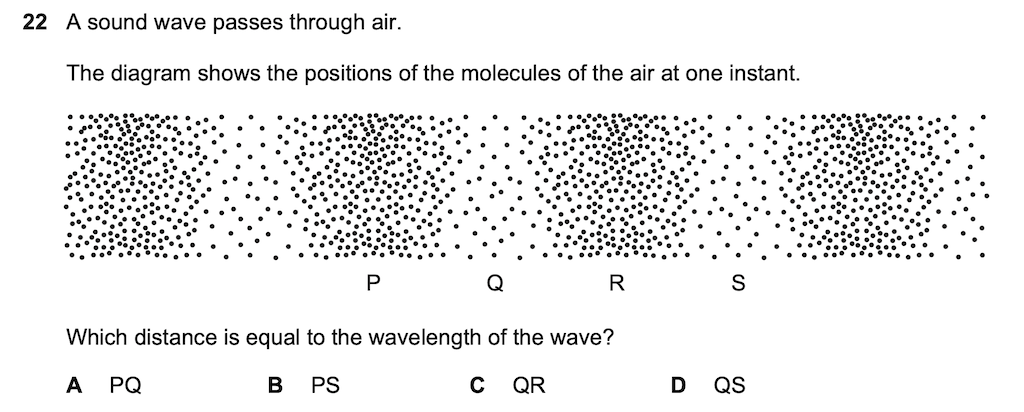 22 A sound wave passes through air.
The diagram shows the positions of the molecules of the air at one instant.
P Q R S
Which distance is equal to the wavelength of the wave?
A PQ B PS C QR D QS